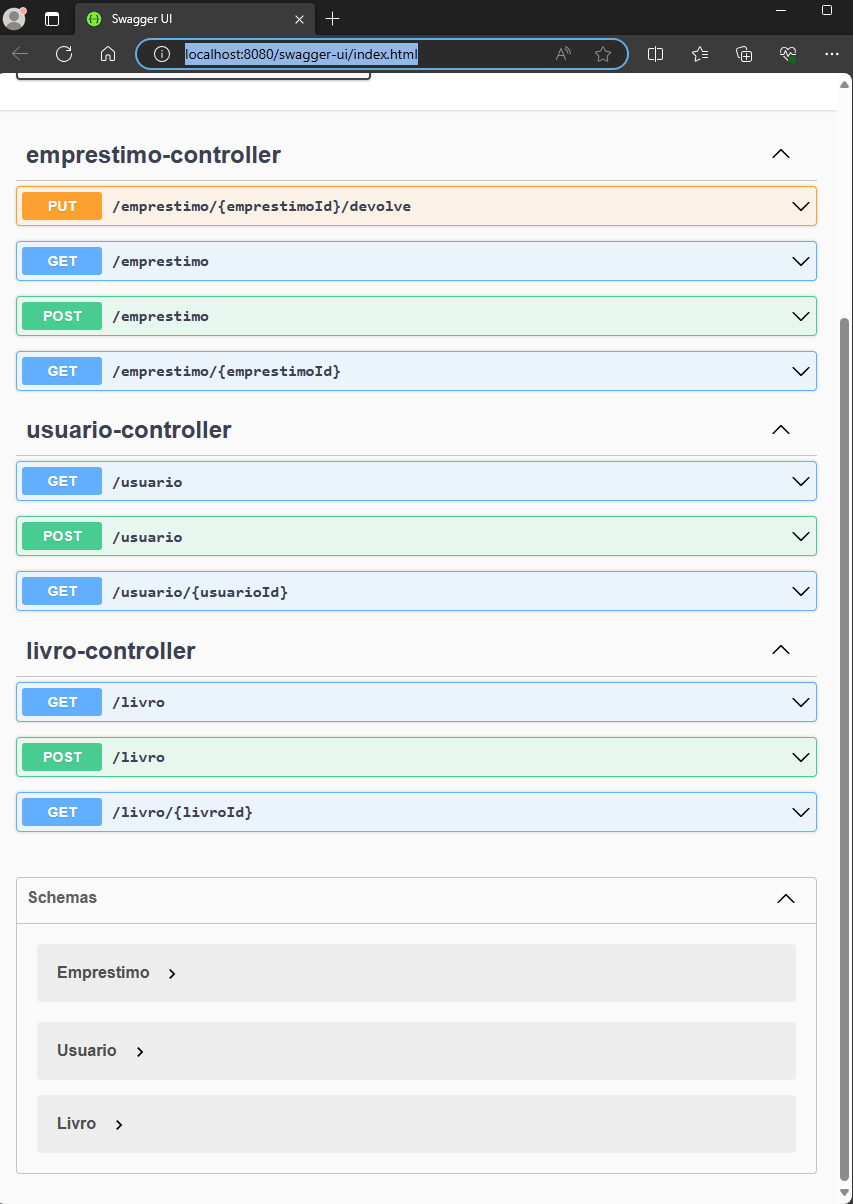 Swagger UI
localhost:8080/swagger-ui/index.html
emprestimo-controller
PUT /emprestimo/{emprestimoId}/devolve
GET /emprestimo
POST /emprestimo
GET /emprestimo/{emprestimoId}
usuario-controller
GET /usuario
POST /usuario
GET /usuario/{usuarioId}
livro-controller
GET /livro
POST /livro
GET /livro/{livroId}
Schemas
Emprestimo
Usuario
Livro